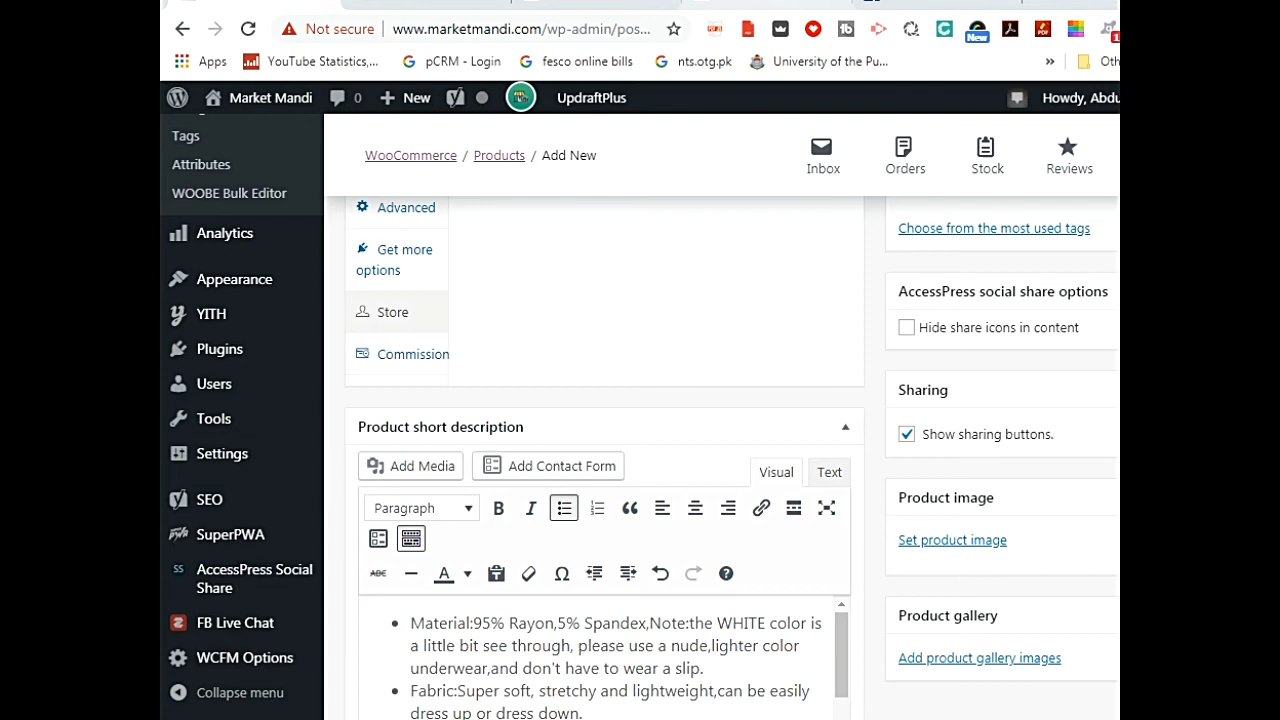 Not secure | www.marketmandi.com/wp-admin/pos...
New
1
Apps YouTube Statistics,... pCRM - Login fesco online bills nts.otg.pk University of the Pu... » Oth
Market Mandi 0 New UpdraftPlus Howdy, Abdu
Tags
Attributes
WOOBE Bulk Editor
Analytics
Appearance
YITH
Plugins
Users
Tools
Settings
SEO
SuperPWA
SS AccessPress Social
Share
FB Live Chat
WCFM Options
Collapse menu
WooCommerce / Products / Add New
Inbox Orders Stock Reviews
Advanced
Get more
options
Store
Commission
Product short description
Add Media Add Contact Form Visual Text
Paragraph B I
ABC A
Material:95% Rayon,5% Spandex,Note:the WHITE color is
a little bit see through, please use a nude,lighter color
underwear,and don't have to wear a slip.
Fabric:Super soft, stretchy and lightweight,can be easily
dress up or dress down.
Choose from the most used tags
AccessPress social share options
Hide share icons in content
Sharing
Show sharing buttons.
Product image
Set product image
Product gallery
Add product gallery images